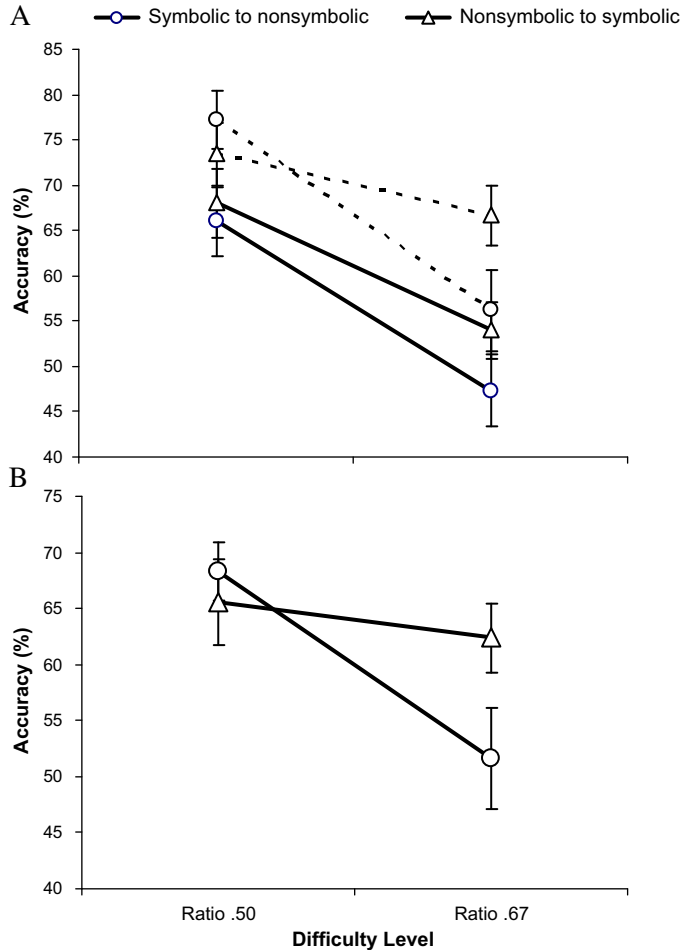 A
Symbolic to nonsymbolic
Nonsymbolic to symbolic
85
80
75
70
65
60
55
50
45
40
Accuracy (%)
B
75
70
65
60
55
50
45
40
Accuracy (%)
Ratio .50
Ratio .67
Difficulty Level